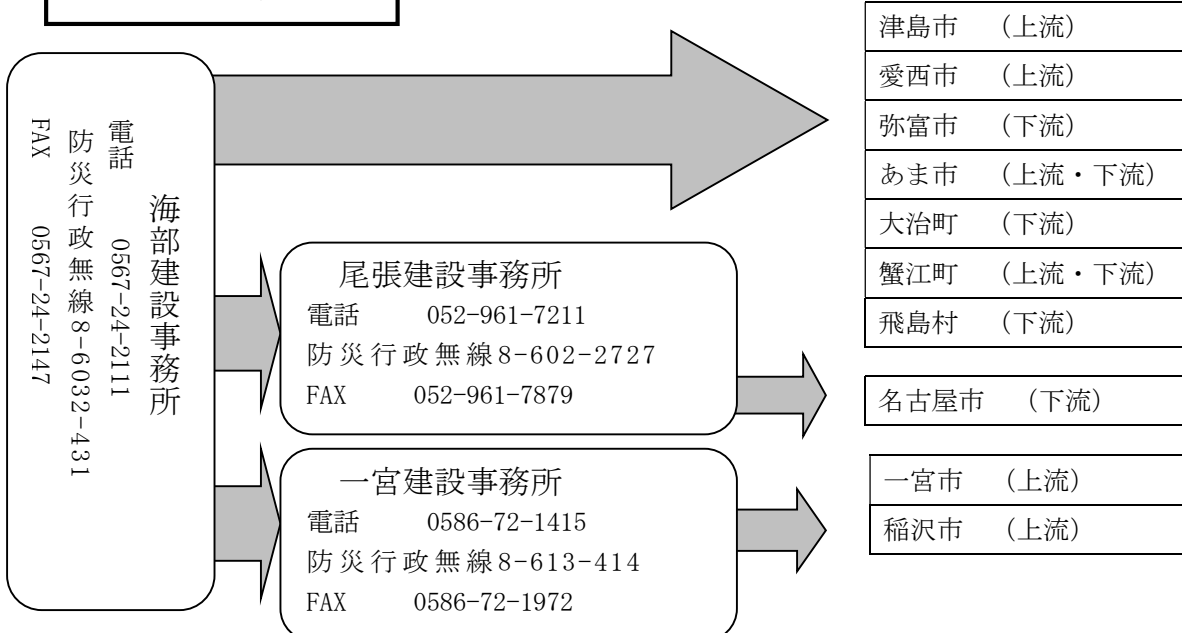 海部建設事務所
電話　　0567-24-2111
防災行政無線8-6032-431
FAX　　0567-24-2147
尾張建設事務所
電話　　052-961-7211
防災行政無線8-602-2727
FAX　　052-961-7879
一宮建設事務所
電話　　0586-72-1415
防災行政無線8-613-414
FAX　　0586-72-1972
津島市　（上流）
愛西市　（上流）
弥富市　（下流）
あま市　（上流・下流）
大治町　（下流）
蟹江町　（上流・下流）
飛島村　（下流）
名古屋市　（下流）
一宮市　（上流）
稲沢市　（上流）